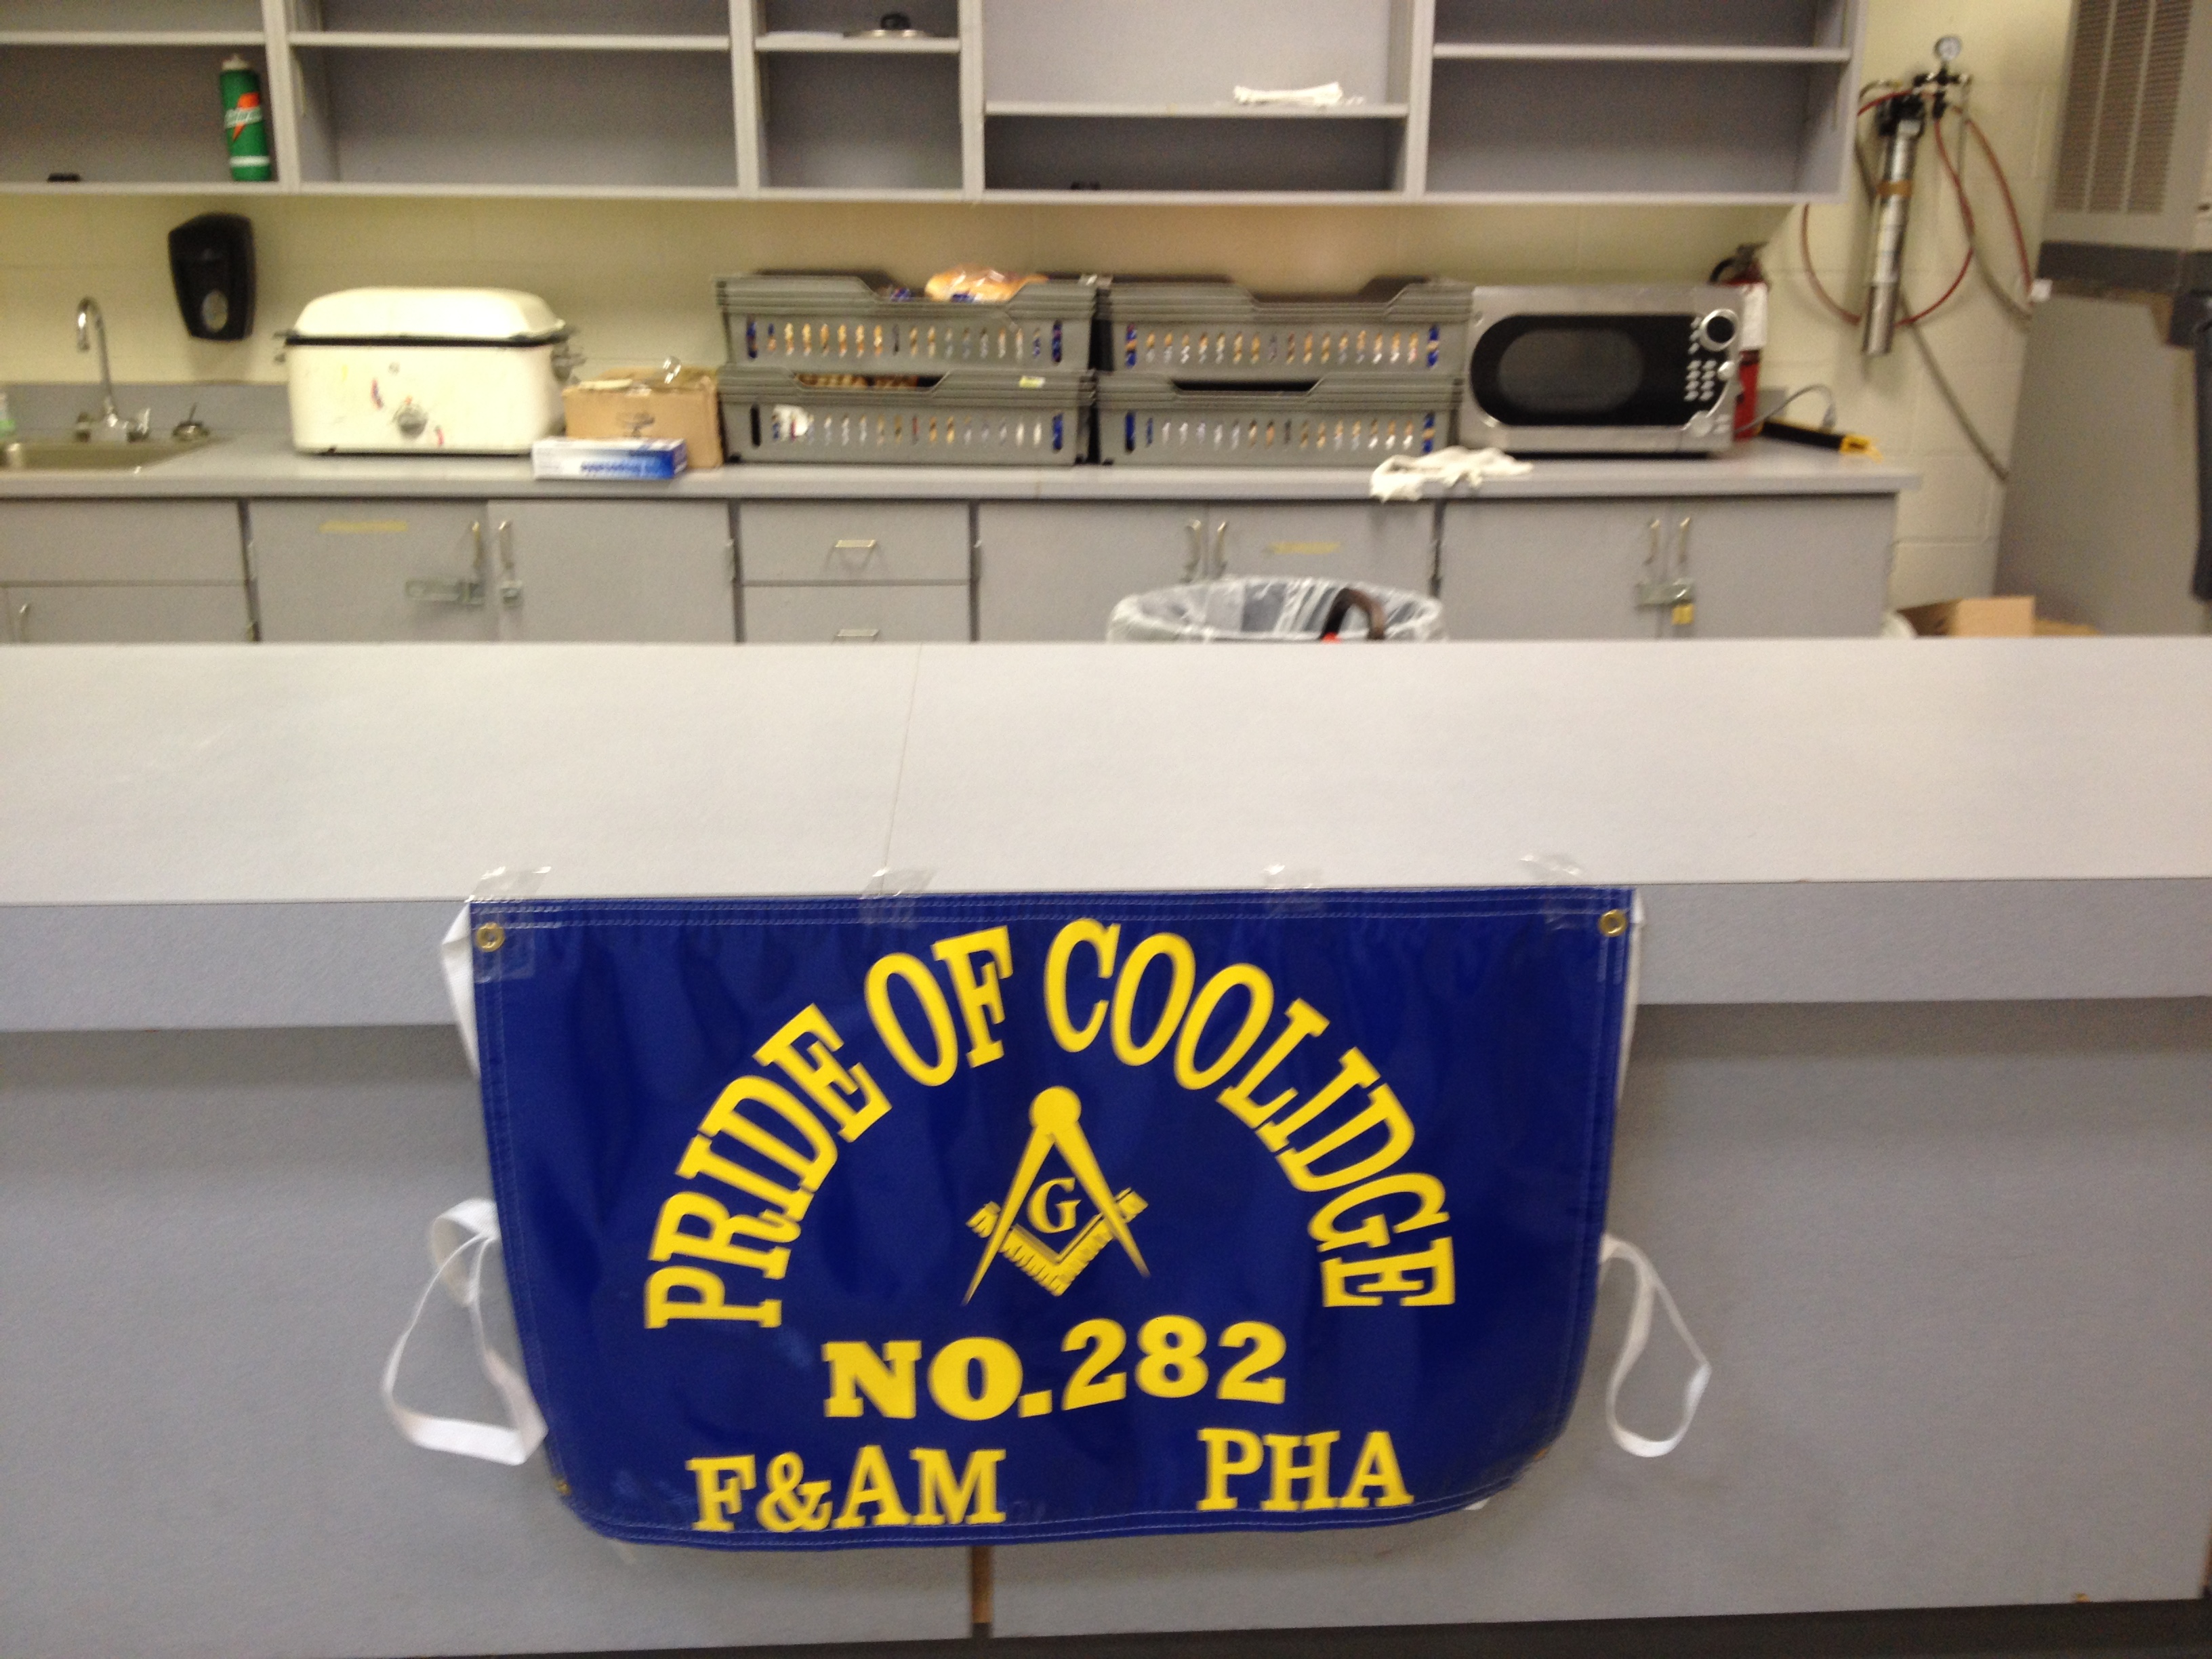 PRIDE OF COOLIDGE
G
NO.282
F&AM PHA